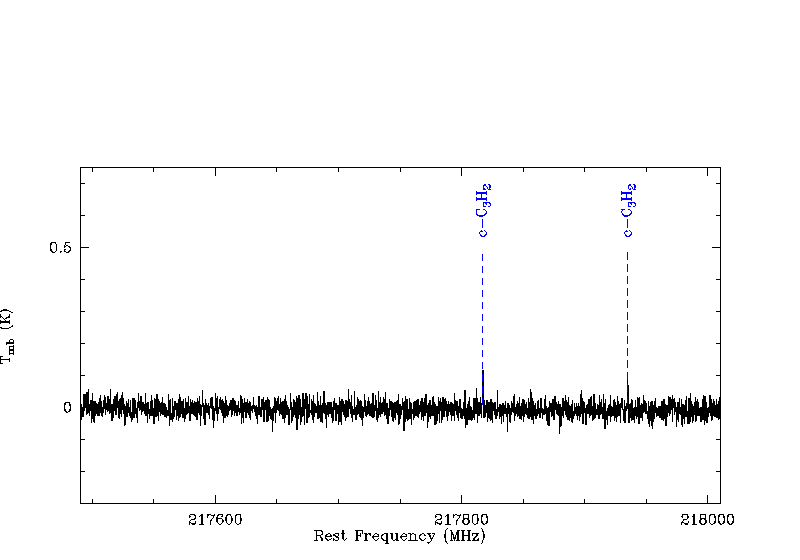 c-C3H2
c-C3H2
0.5
0
Tmb (K)
217600
217800
218000
Rest Frequency (MHz)